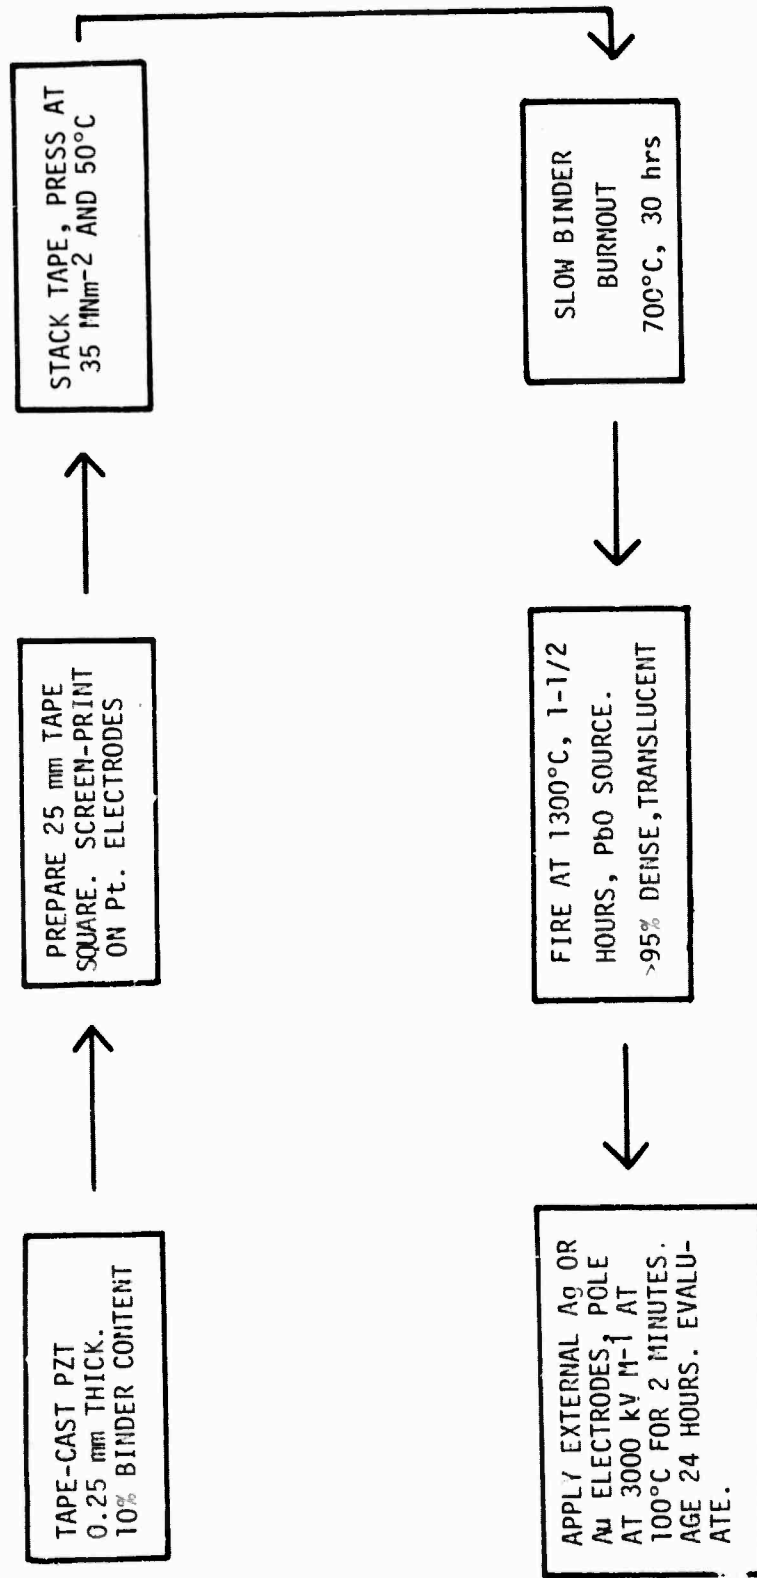 TAPE-CAST PZT
0.25 mm THICK.
10% BINDER CONTENT
PREPARE 25 mm TAPE
SQUARE. SCREEN-PRINT
ON Pt. ELECTRODES
STACK TAPE, PRESS AT
35 MNm-2 AND 50°C
SLOW BINDER
BURNOUT
700°C, 30 hrs
FIRE AT 1300°C, 1-1/2
HOURS, PbO SOURCE.
>95% DENSE,TRANSLUCENT
APPLY EXTERNAL Ag OR
Au ELECTRODES, POLE
AT 3000 kV M-1 AT
100°C FOR 2 MINUTES.
AGE 24 HOURS. EVALU-
ATE.